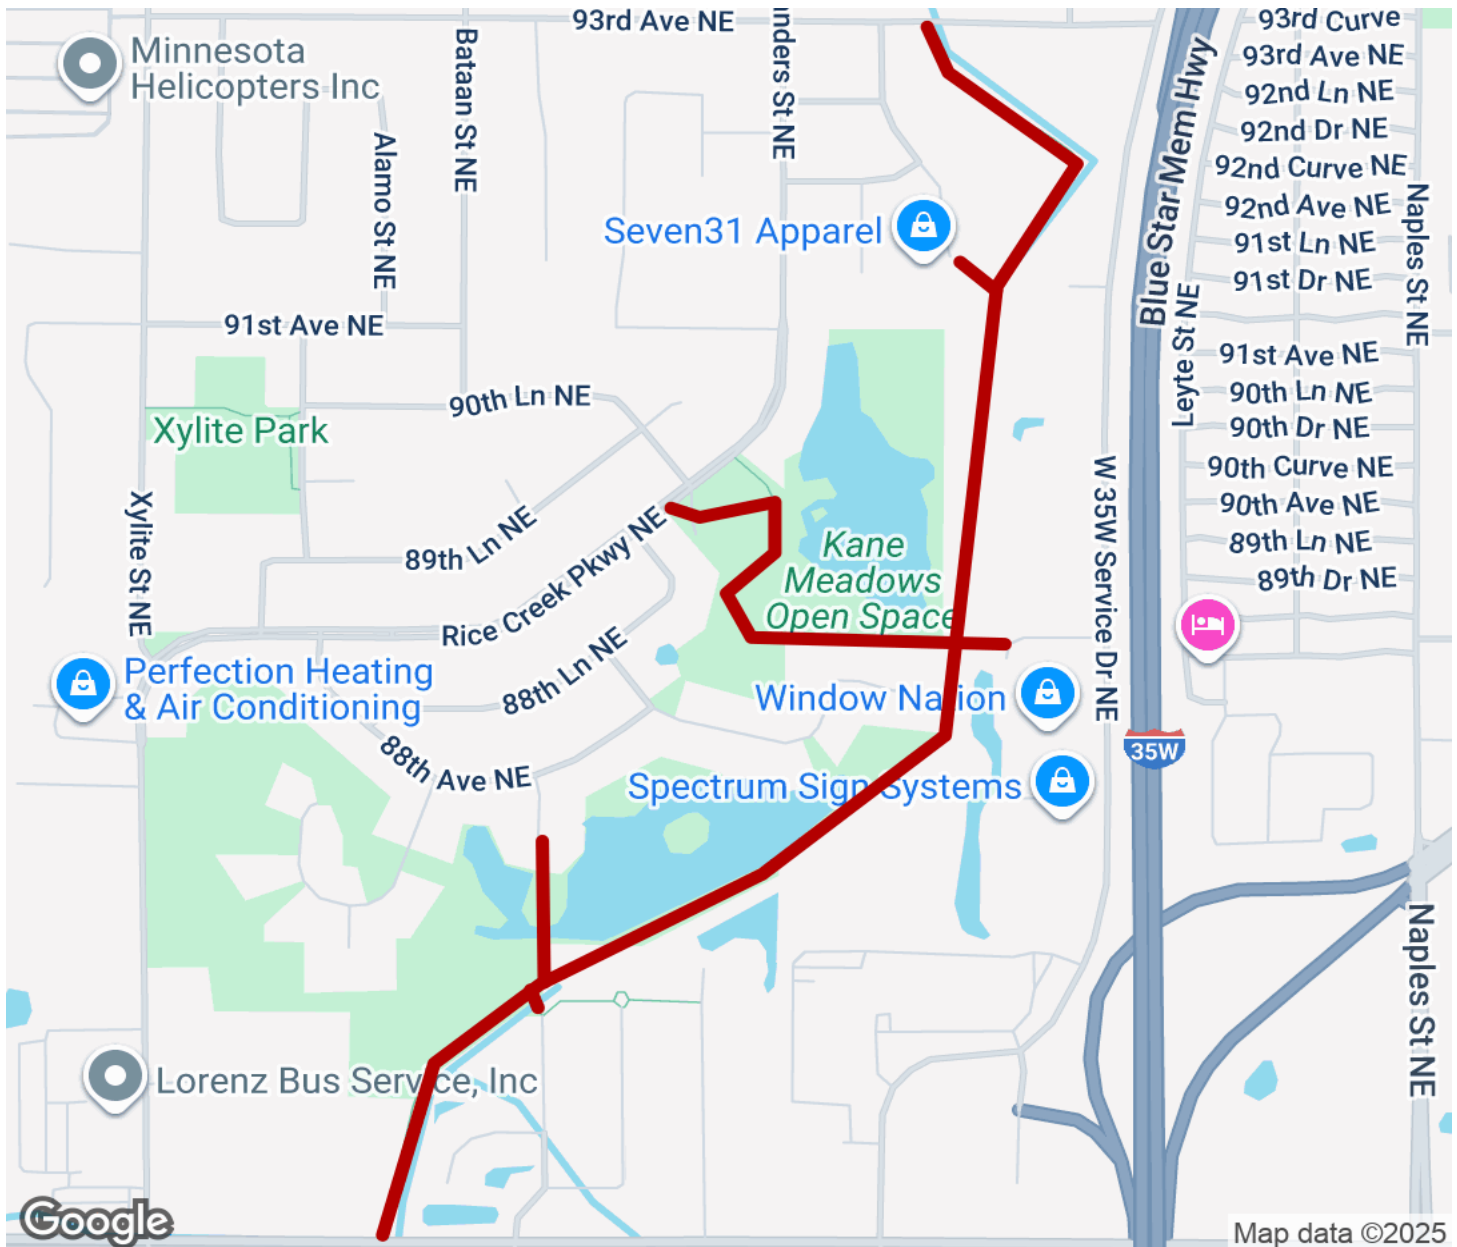 93rd Ave NE
nders St NE
93rd Curve
Minnesota
Helicopters Inc
Bataan St NE
Blue Star Mem Hwy
93rd Ave NE
92nd Ln NE
92nd Dr NE
Alamo St NE
92nd Curve NE
Naples St NE
92nd Ave NE
Seven31 Apparel
91st Ln NE
91st Dr NE
Leyte St NE
91st Ave NE
91st Ave NE
90th Ln NE
90th Ln NE
Xylite Park
90th Dr NE
90th Curve NE
W 35W Service Dr NE
Xylite St NE
90th Ave NE
89th Ln NE
89th Ln NE
Kane
Meadows
Open Space
89th Dr NE
Rice Creek Pkwy NE
88th Ln NE
Perfection Heating
& Air Conditioning
Window Nation
35W
88th Ave NE
Spectrum Sign Systems
Naples St NE
Lorenz Bus Service, Inc
Google
Map data ©2025